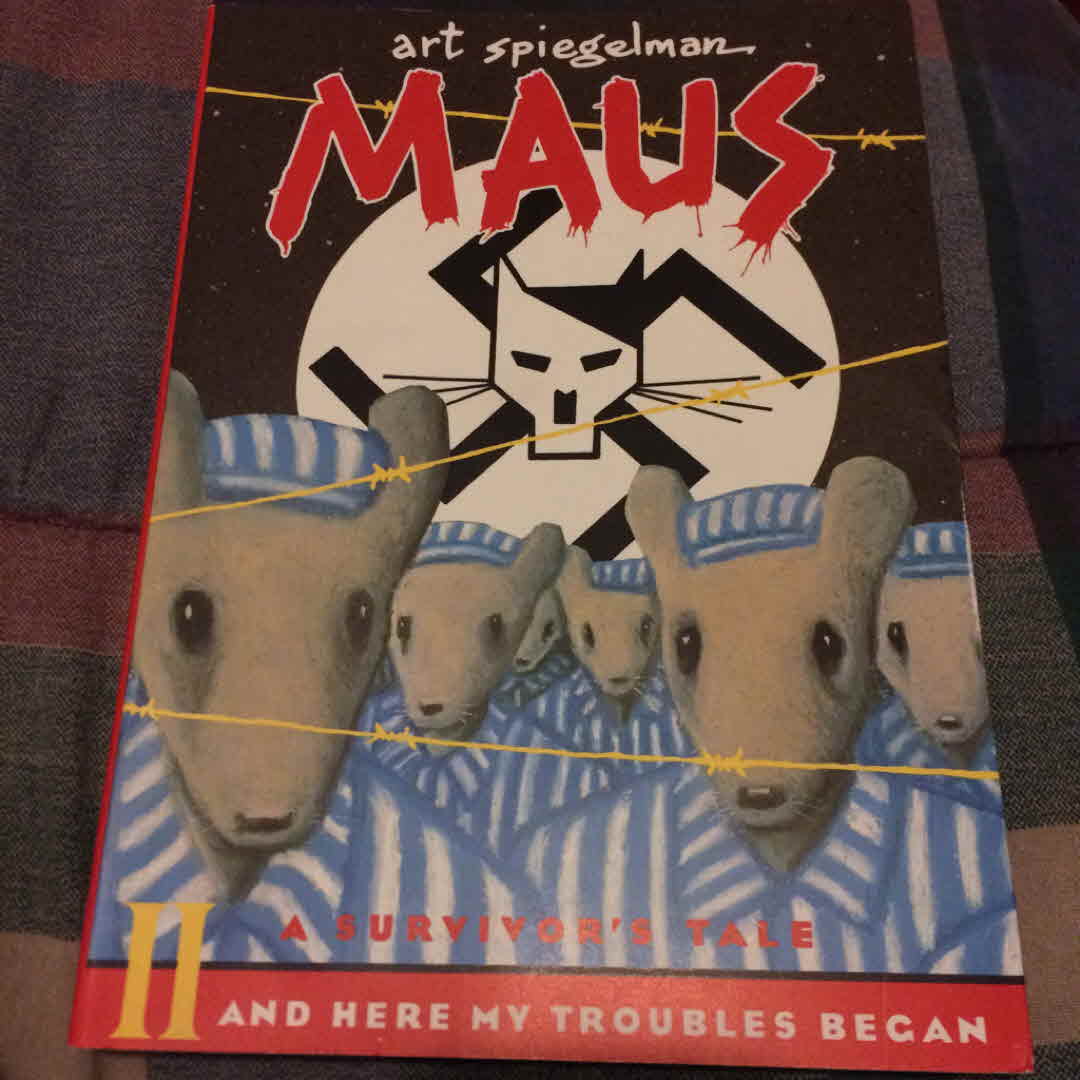 art spiegelman
MAUS
A SURVIVOR'S TALE
II
AND HERE MY TROUBLES BEGAN